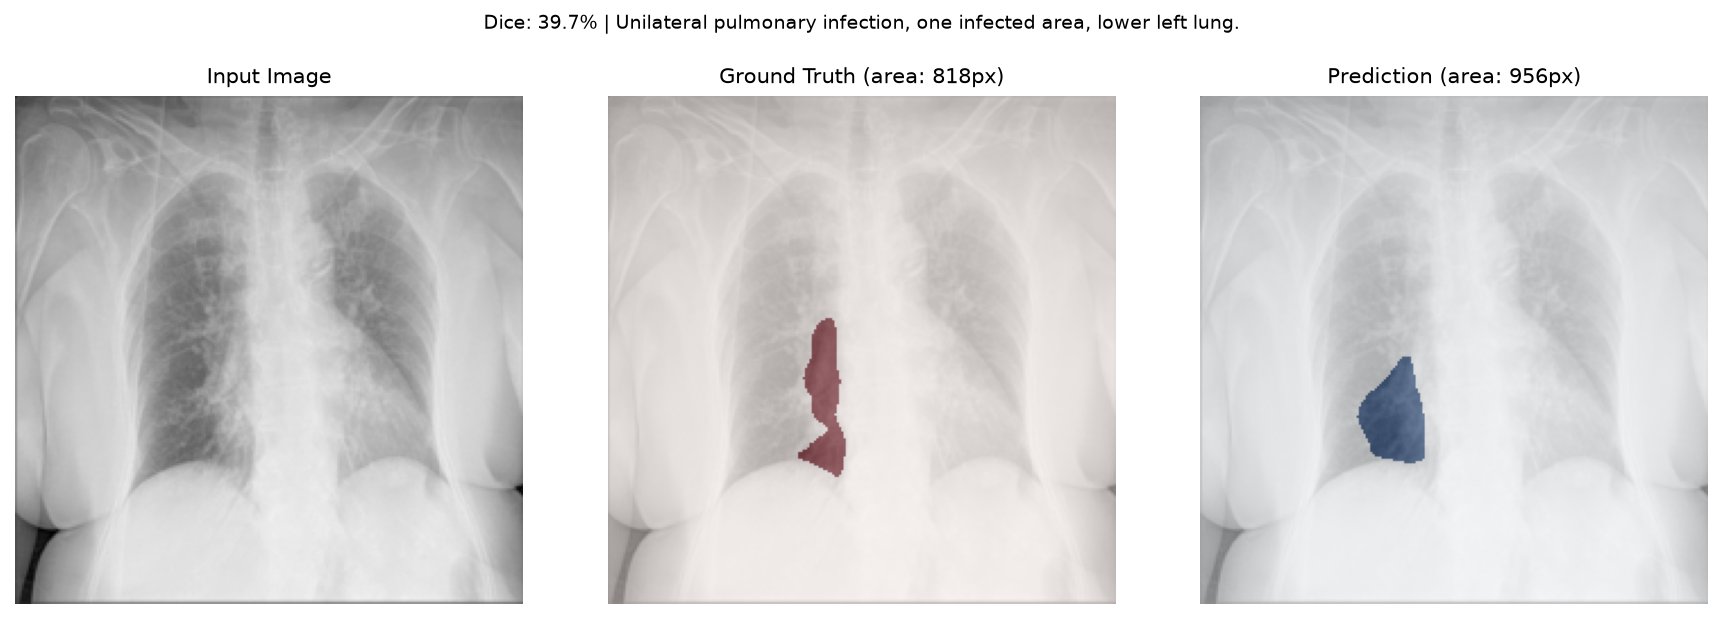 Dice: 39.7% | Unilateral pulmonary infection, one infected area, lower left lung.
Input Image
Ground Truth (area: 818px)
Prediction (area: 956px)